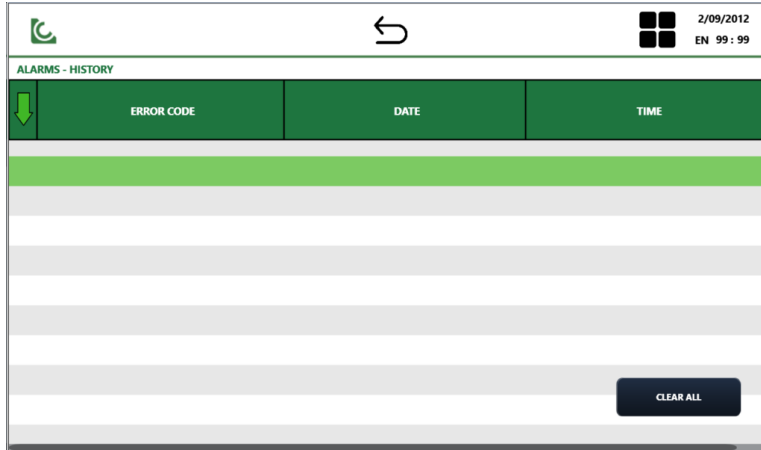 2/09/2012
EN 99 : 99
ALARMS - HISTORY
ERROR CODE
DATE
TIME
CLEAR ALL